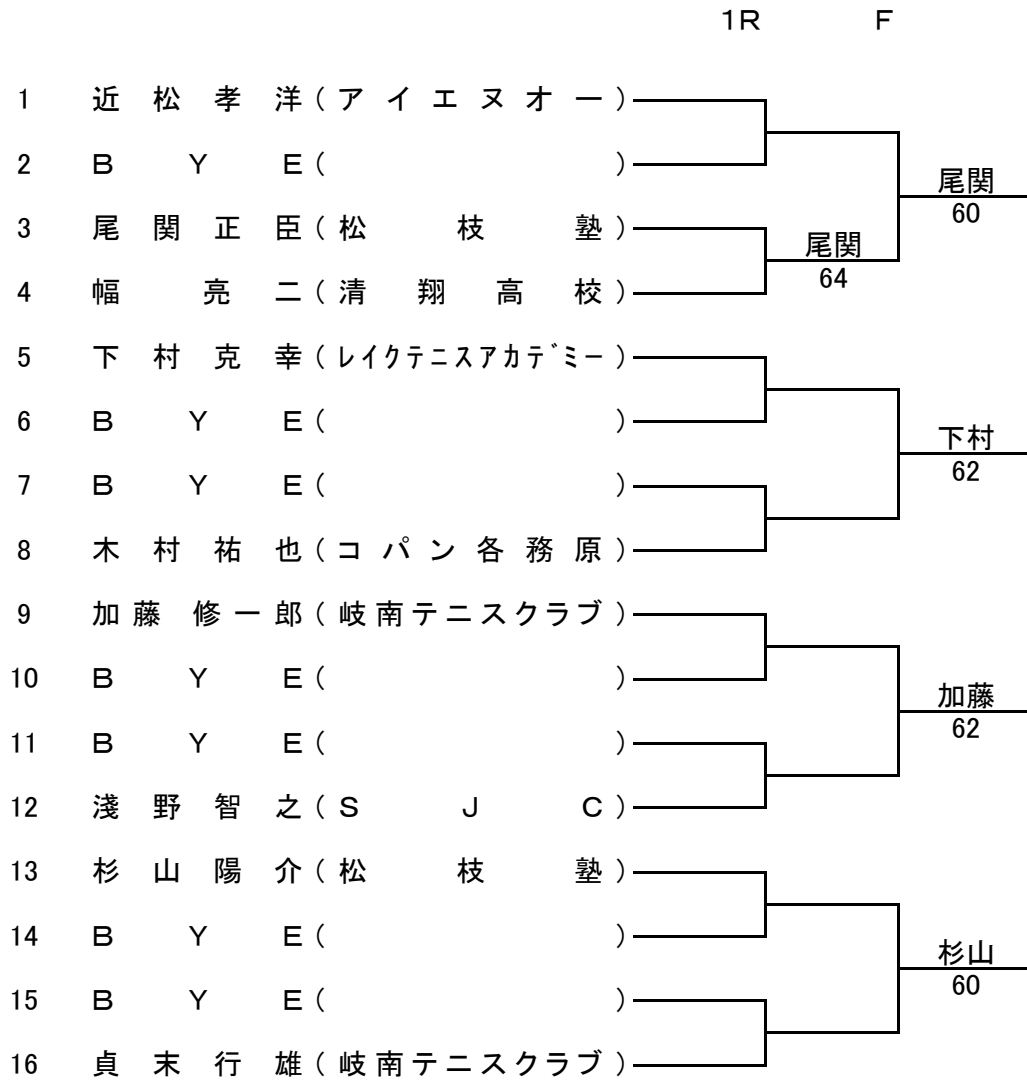 1R F
1 近松孝洋(アイエヌオー)
2 BYE( )
尾関
60
3 尾関正臣(松枝塾)
尾関
64
4 幅亮二(清翔高校)
5 下村克幸(レイクテニスアカデミー)
6 BYE( )
下村
62
7 BYE( )
8 木村祐也(コパン各務原)
9 加藤修一郎(岐南テニスクラブ)
10 BYE( )
加藤
62
11 BYE( )
12 淺野智之(SJC)
13 杉山陽介(松枝塾)
14 BYE( )
杉山
60
15 BYE( )
16 貞末行雄(岐南テニスクラブ)